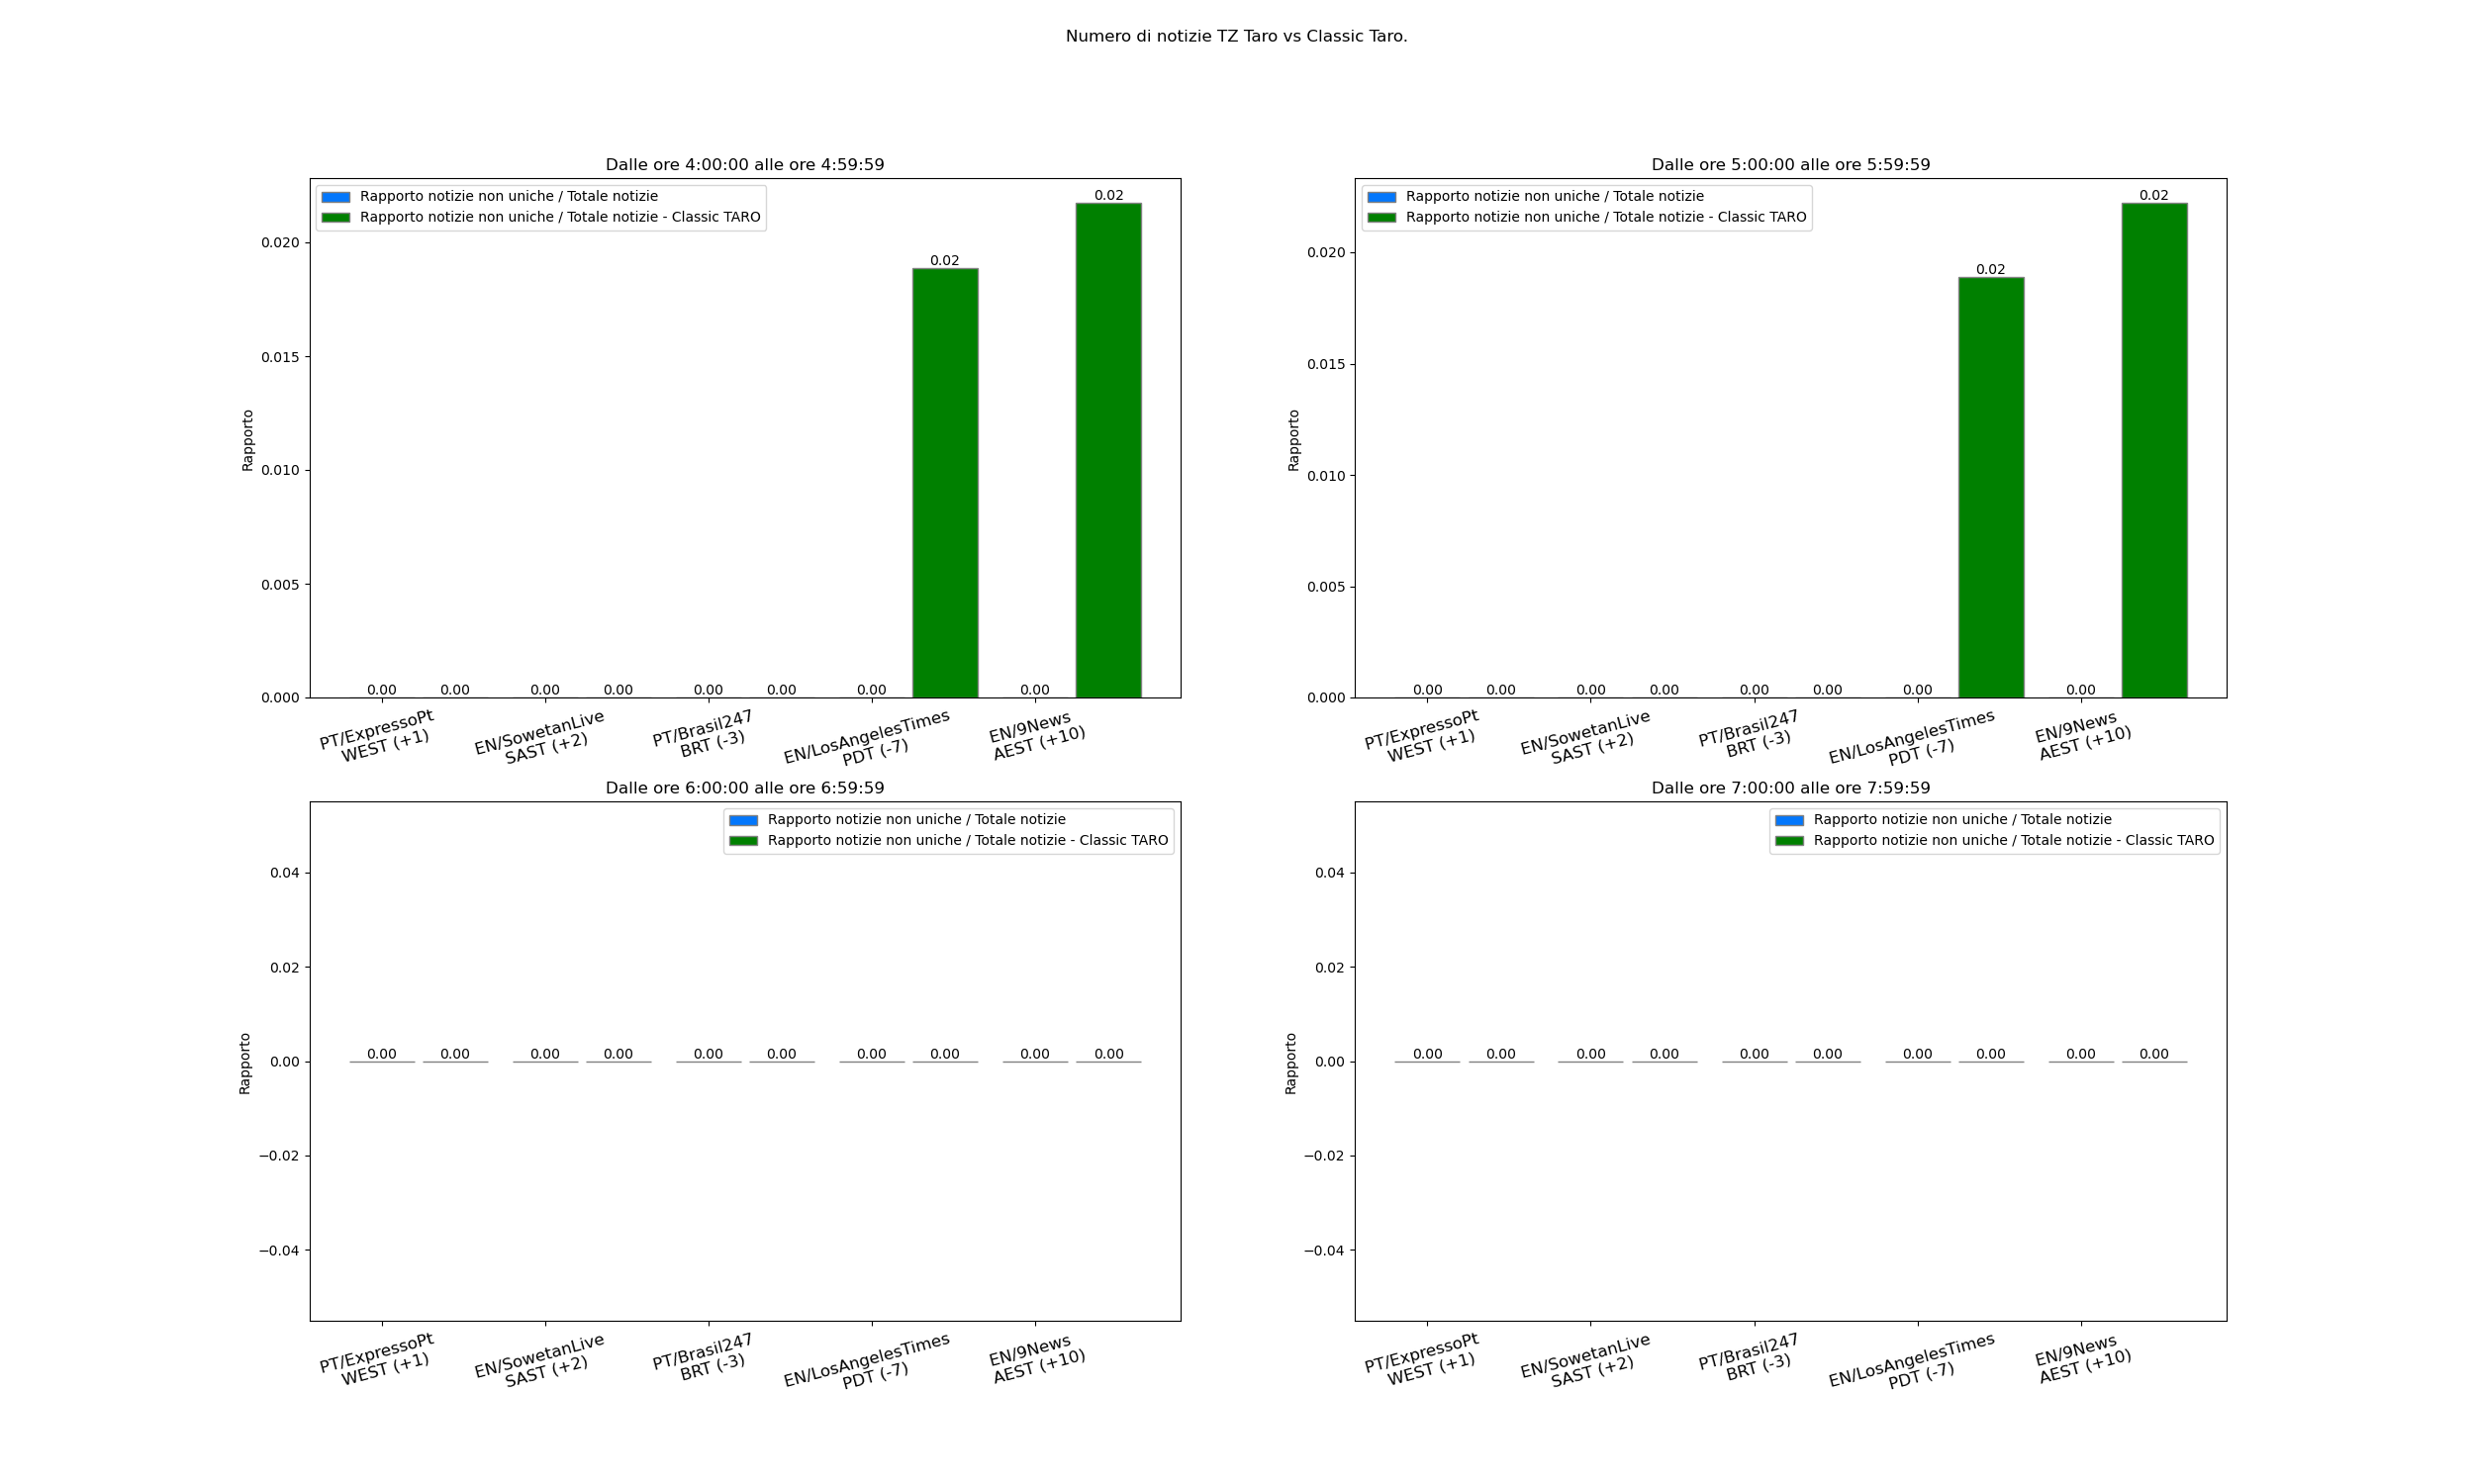 Numero di notizie TZ Taro vs Classic Taro.
Dalle ore 4:00:00 alle ore 4:59:59
Rapporto notizie non uniche / Totale notizie
Rapporto notizie non uniche / Totale notizie - Classic TARO
Rapporto
0.020
0.015
0.010
0.005
0.000
0.00 0.00 0.00 0.00 0.00 0.00 0.00 0.02 0.00 0.02
PT/ExpressoPt
WEST (+1)
EN/SowetanLive
SAST (+2)
PT/Brasil247
BRT (-3)
EN/LosAngelesTimes
PDT (-7)
EN/9News
AEST (+10)
Dalle ore 5:00:00 alle ore 5:59:59
Rapporto notizie non uniche / Totale notizie
Rapporto notizie non uniche / Totale notizie - Classic TARO
Rapporto
0.020
0.015
0.010
0.005
0.000
0.00 0.00 0.00 0.00 0.00 0.00 0.00 0.02 0.00 0.02
PT/ExpressoPt
WEST (+1)
EN/SowetanLive
SAST (+2)
PT/Brasil247
BRT (-3)
EN/LosAngelesTimes
PDT (-7)
EN/9News
AEST (+10)
Dalle ore 6:00:00 alle ore 6:59:59
Rapporto notizie non uniche / Totale notizie
Rapporto notizie non uniche / Totale notizie - Classic TARO
Rapporto
0.04
0.02
0.00
−0.02
−0.04
0.00 0.00 0.00 0.00 0.00 0.00 0.00 0.00 0.00 0.00
PT/ExpressoPt
WEST (+1)
EN/SowetanLive
SAST (+2)
PT/Brasil247
BRT (-3)
EN/LosAngelesTimes
PDT (-7)
EN/9News
AEST (+10)
Dalle ore 7:00:00 alle ore 7:59:59
Rapporto notizie non uniche / Totale notizie
Rapporto notizie non uniche / Totale notizie - Classic TARO
Rapporto
0.04
0.02
0.00
−0.02
−0.04
0.00 0.00 0.00 0.00 0.00 0.00 0.00 0.00 0.00 0.00
PT/ExpressoPt
WEST (+1)
EN/SowetanLive
SAST (+2)
PT/Brasil247
BRT (-3)
EN/LosAngelesTimes
PDT (-7)
EN/9News
AEST (+10)